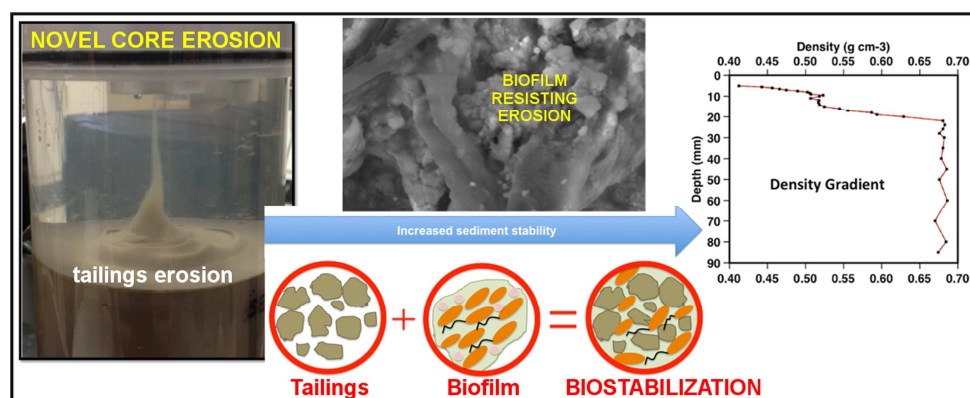 NOVEL CORE EROSION
tailings erosion
BIOFILM
RESISTING
EROSION
Increased sediment stability
Tailings
+
Biofilm
=
BIOSTABILIZATION
Density (g cm-3)
0.40 0.45 0.50 0.55 0.60 0.65 0.70
0
10
20
30
40
50
60
70
80
90
Depth (mm)
Density Gradient
0.40 0.45 0.50 0.55 0.60 0.65 0.70